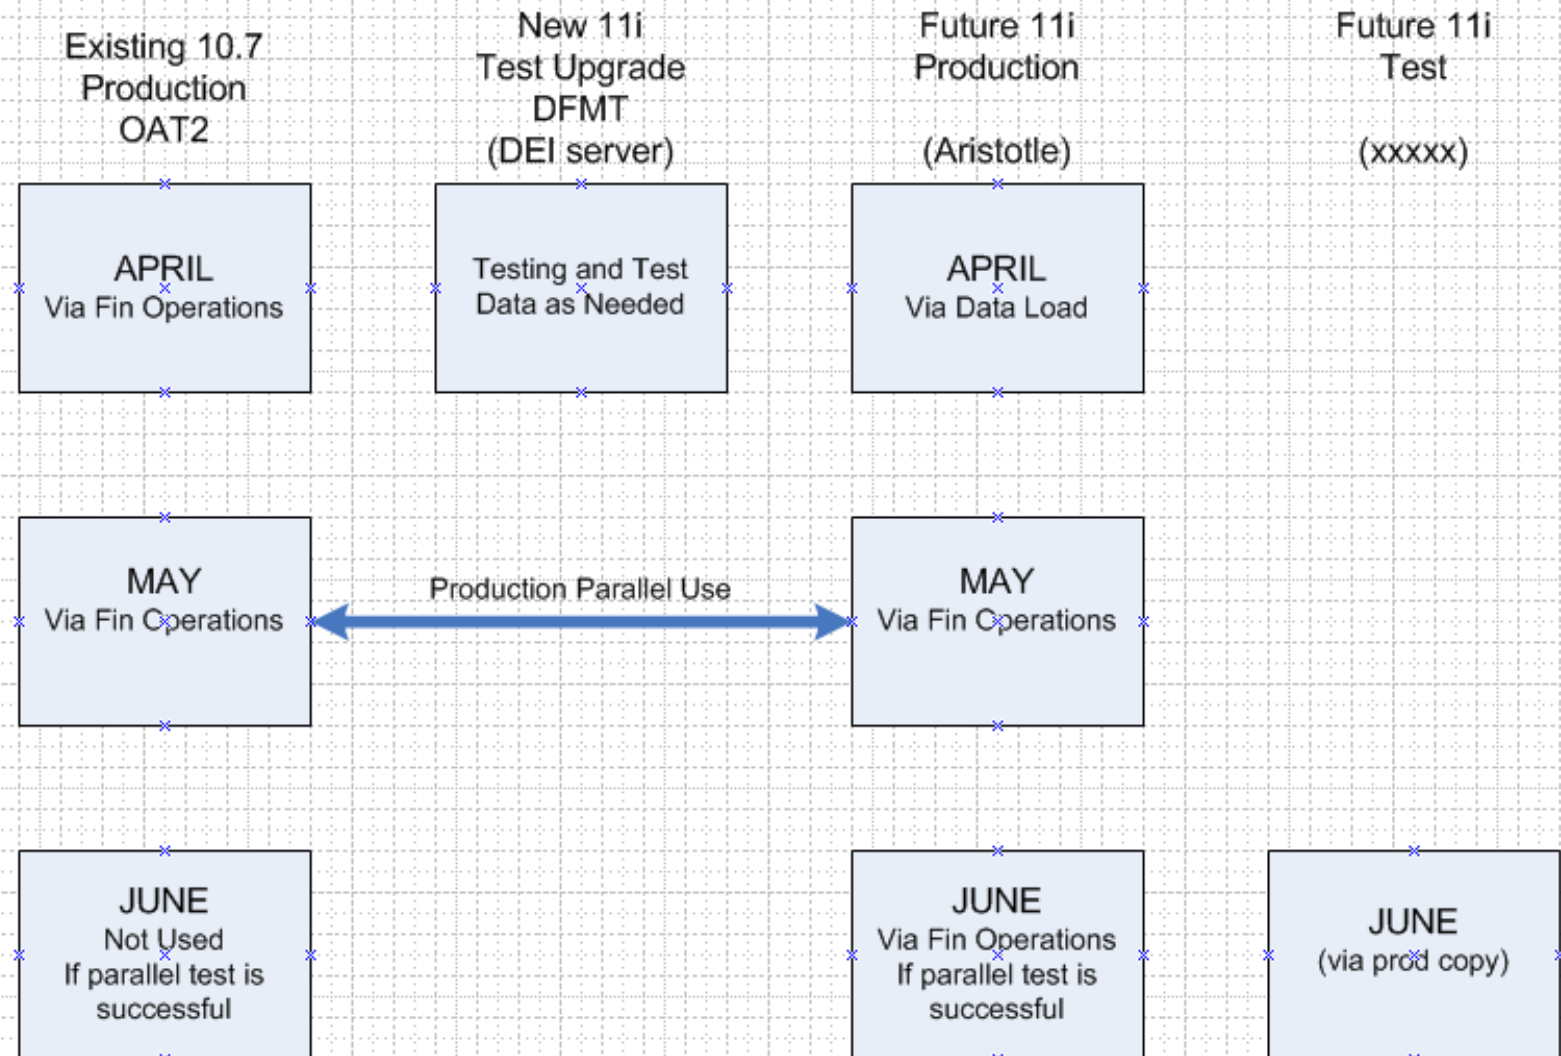 Existing 10.7
Production
OAT2
New 11i
Test Upgrade
DFMT
(DEI server)
Future 11i
Production
(Aristotle)
Future 11i
Test
(xxxxx)
APRIL
Via Fin Operations
Testing and Test
Data as Needed
APRIL
Via Data Load
MAY
Via Fin Operations
Production Parallel Use
MAY
Via Fin Operations
JUNE
Not Used
If parallel test is
successful
JUNE
Via Fin Operations
If parallel test is
successful
JUNE
(via prod copy)